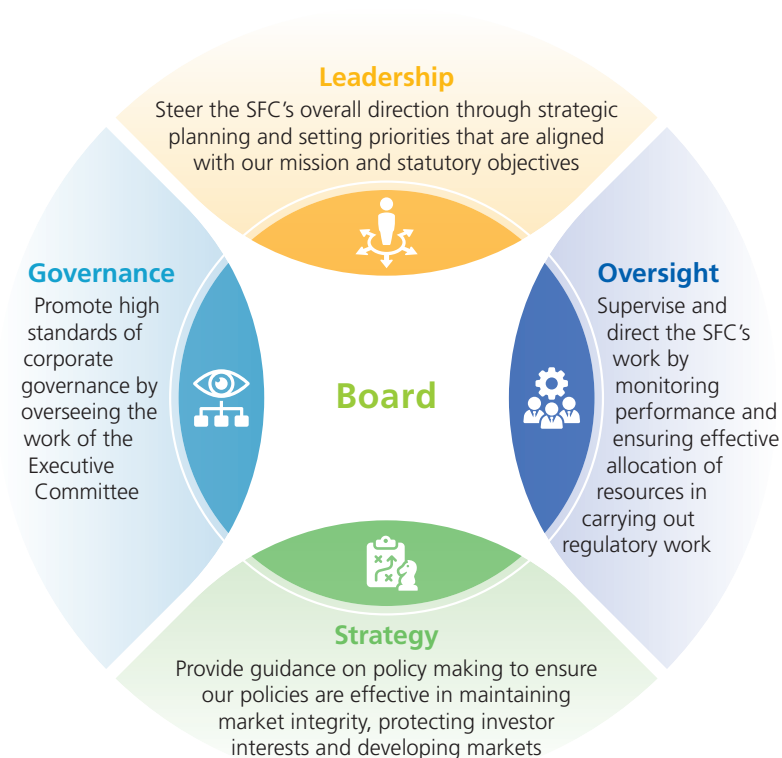 Leadership
Steer the SFC's overall direction through strategic
planning and setting priorities that are aligned
with our mission and statutory objectives
Governance
Promote high
standards of
corporate
governance by
overseeing the
work of the
Executive
Committee
Board
Oversight
Supervise and
direct the SFC's
work by
monitoring
performance and
ensuring effective
allocation of
resources in
carrying out
regulatory work
Strategy
Provide guidance on policy making to ensure
our policies are effective in maintaining
market integrity, protecting investor
interests and developing markets